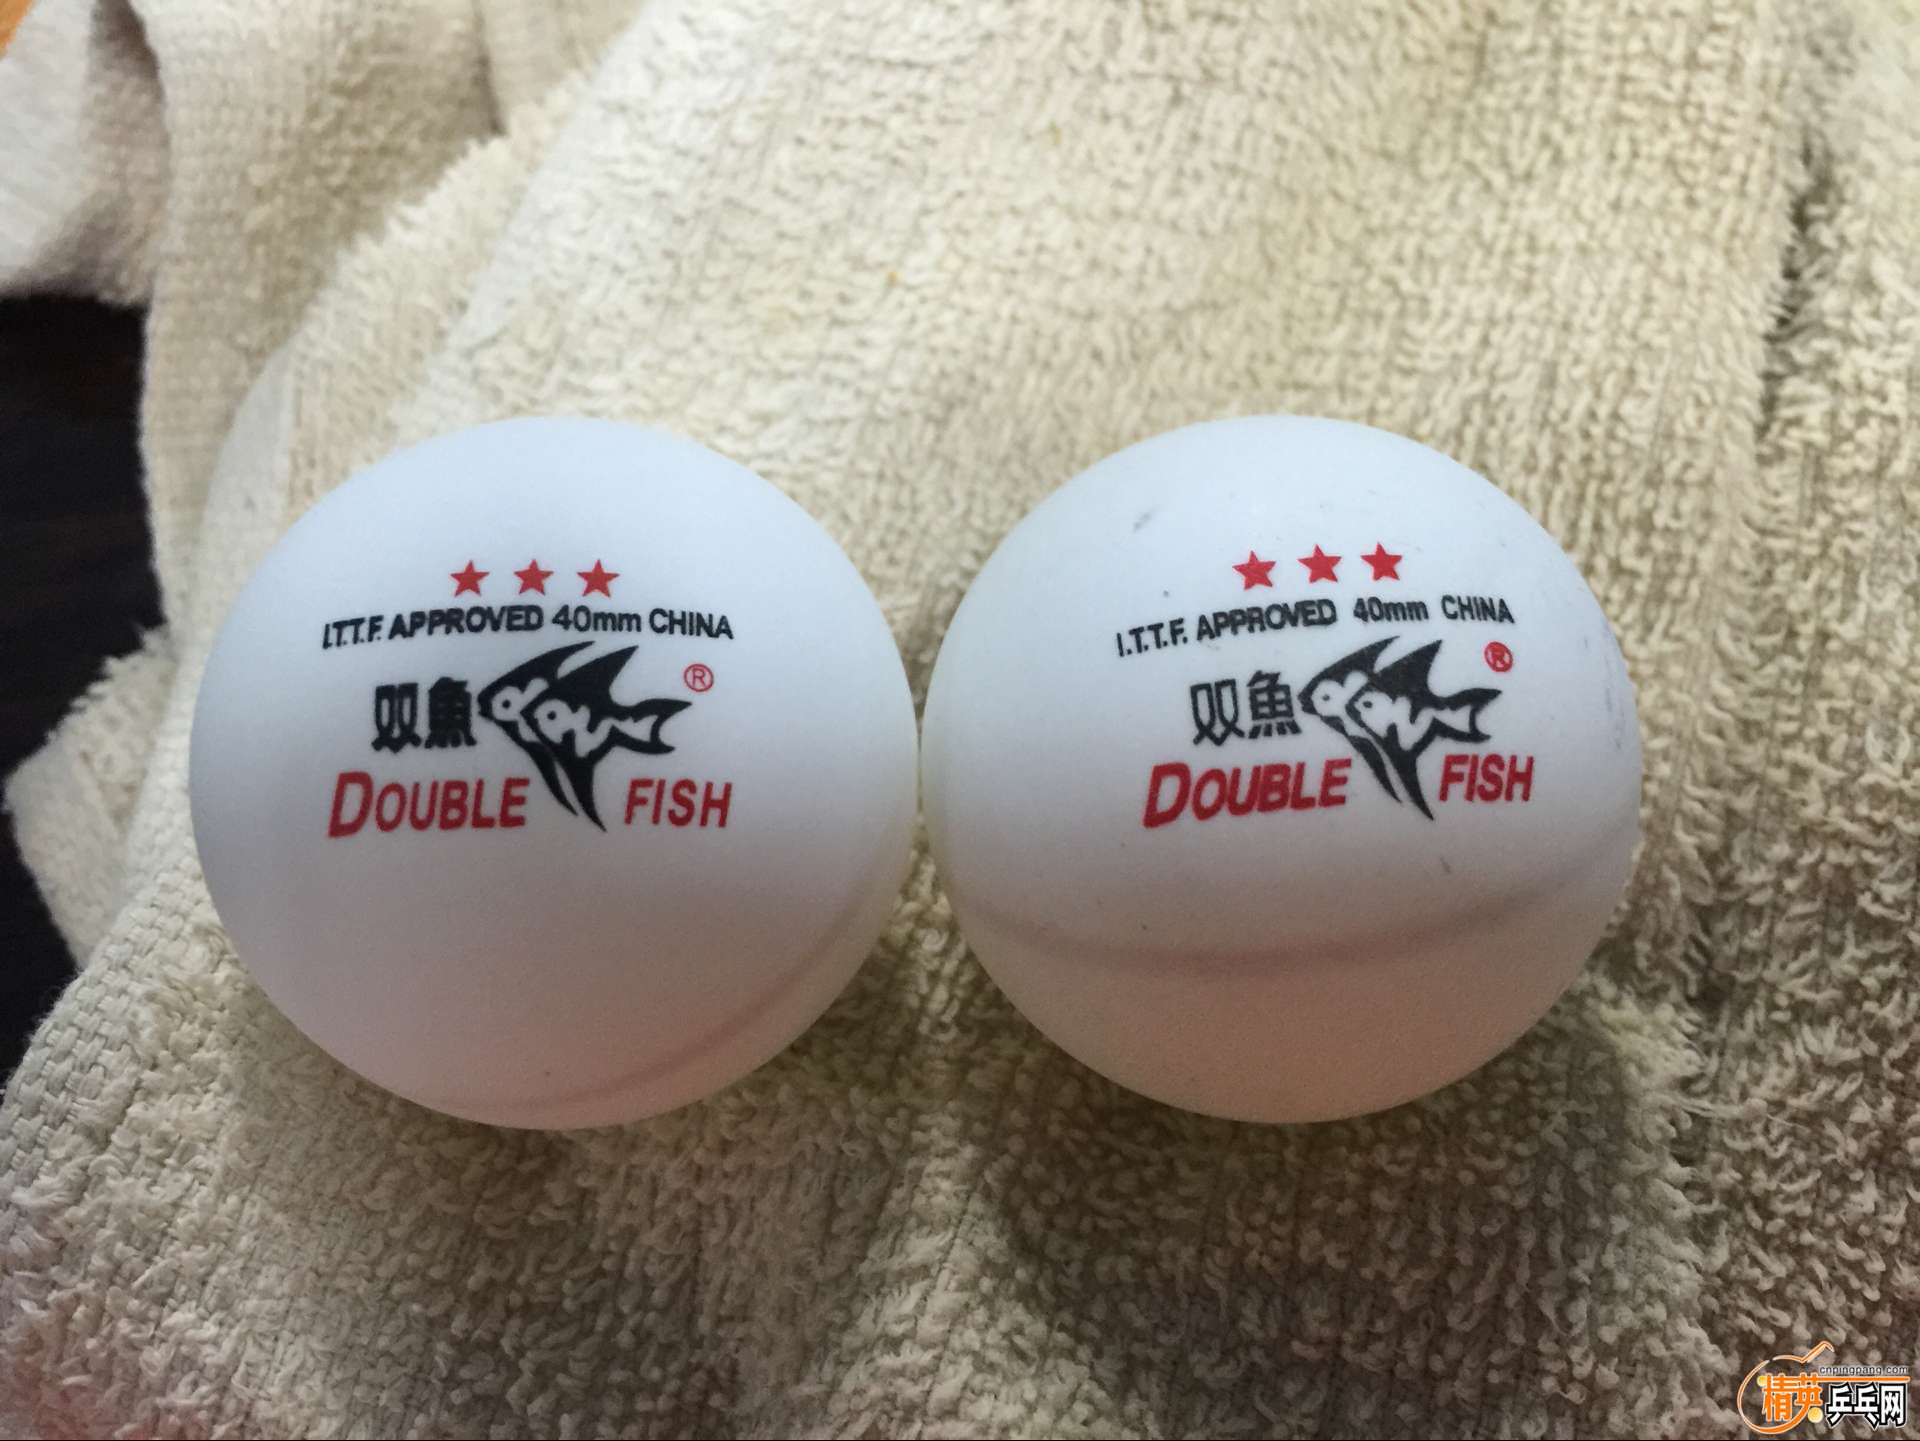 I.T.T.F. APPROVED 40mm CHINA
双魚 ®
DOUBLE FISH
I.T.T.F. APPROVED 40mm CHINA
双魚 ®
DOUBLE FISH
cnpingpang.com
精英乒乓网